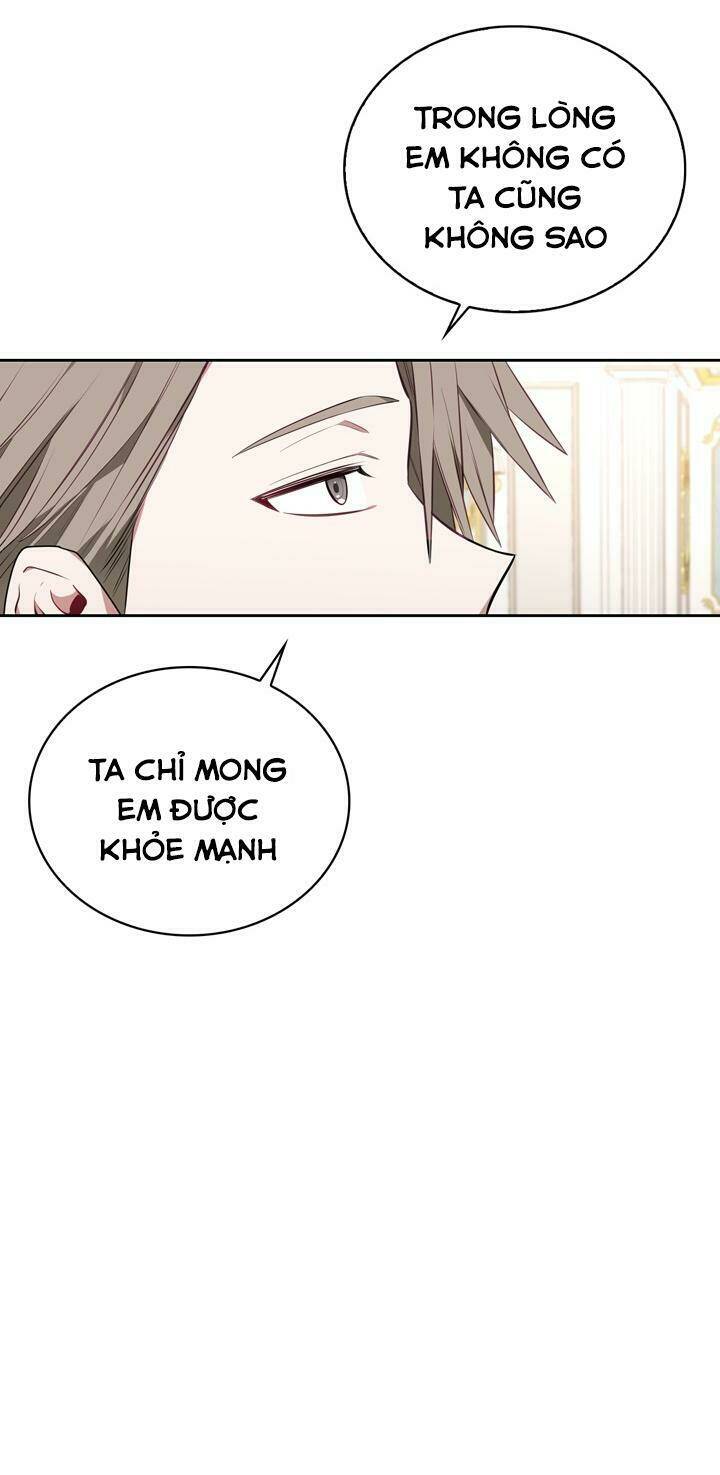 TRONG LÒNG
EM KHÔNG CÓ
TA CŨNG
KHÔNG SAO
TA CHỈ MONG
EM ĐƯỢC
KHỎE MẠNH